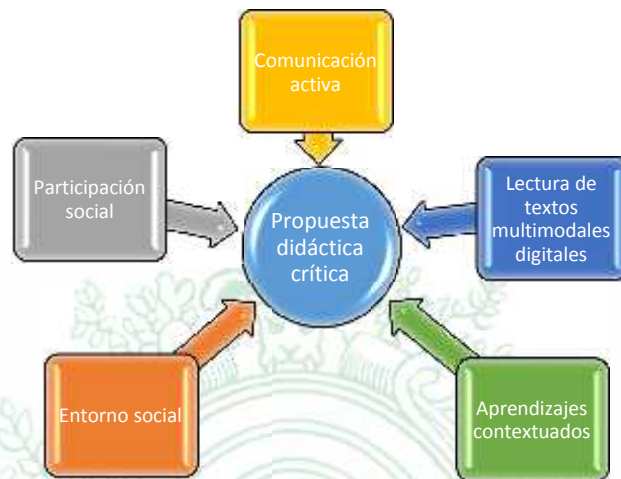 Comunicación
activa
Participación
social
Propuesta
didáctica
crítica
Lectura de
textos
multimodales
digitales
Entorno social
Aprendizajes
contextuados